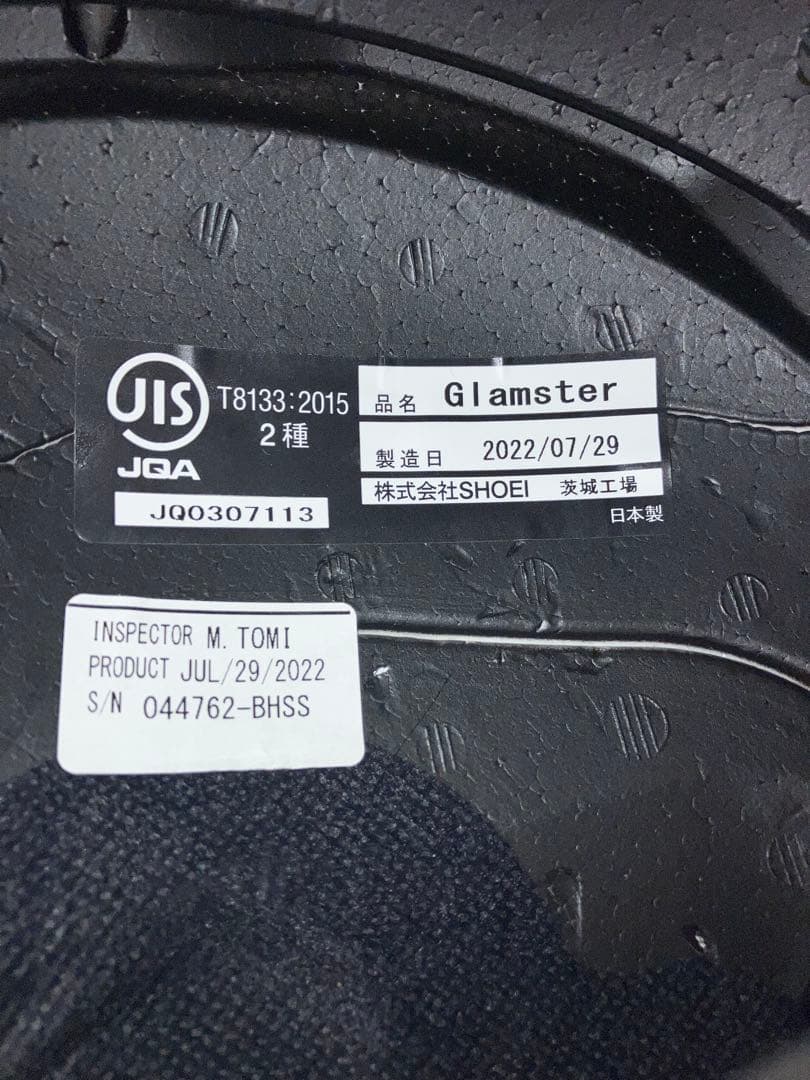 JIS
JQA
T8133:2015
2種
JQ0307113
品名 Glamster
製造日 2022/07/29
株式会社SHOEI 茨城工場
日本製
INSPECTOR M. TOMI
PRODUCT JUL/29/2022
S/N 044762-BHSS